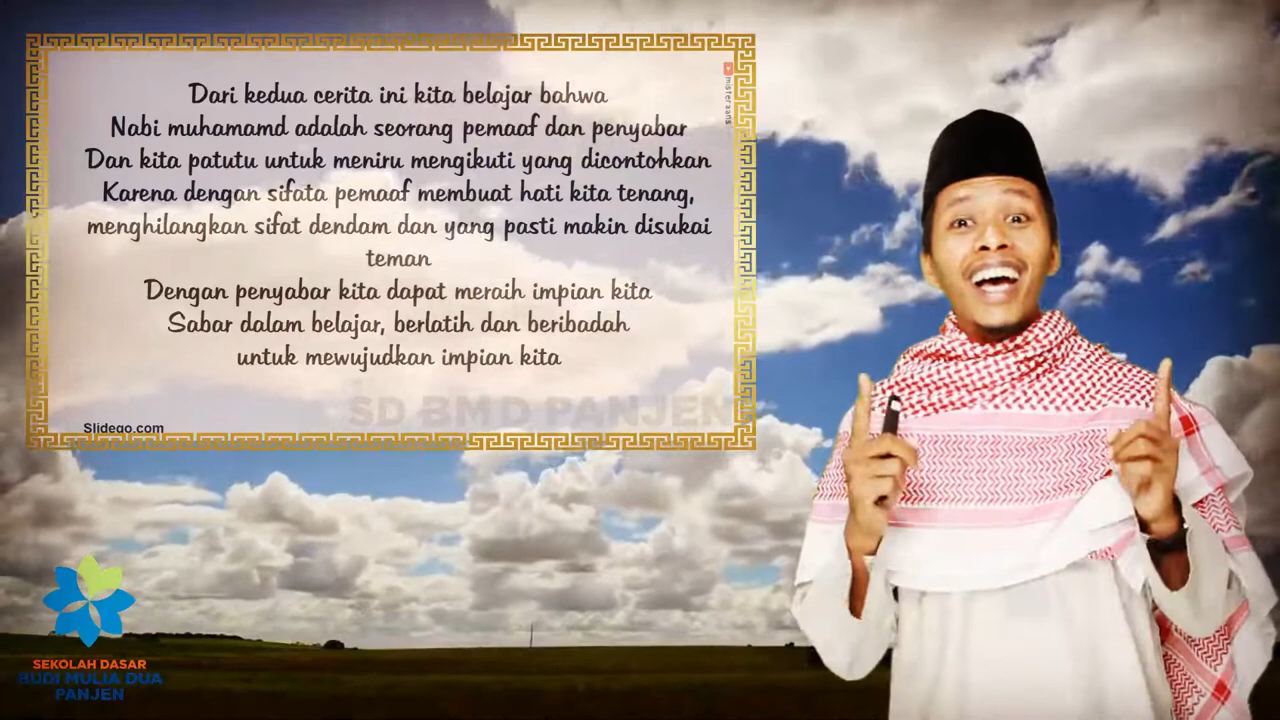 Dari kedua cerita ini kita belajar bahwa
Nabi muhamamd adalah seorang pemaaf dan penyabar
Dan kita patutu untuk meniru mengikuti yang dicontohkan
Karena dengan sifata pemaaf membuat hati kita tenang,
menghilangkan sifat dendam dan yang pasti makin disukai
teman
Dengan penyabar kita dapat meraih impian kita
Sabar dalam belajar, berlatih dan beribadah
untuk mewujudkan impian kita
SD BMD PANJEN
Slidego.com
SEKOLAH DASAR
BUDI MULIA DUA
PANJEN